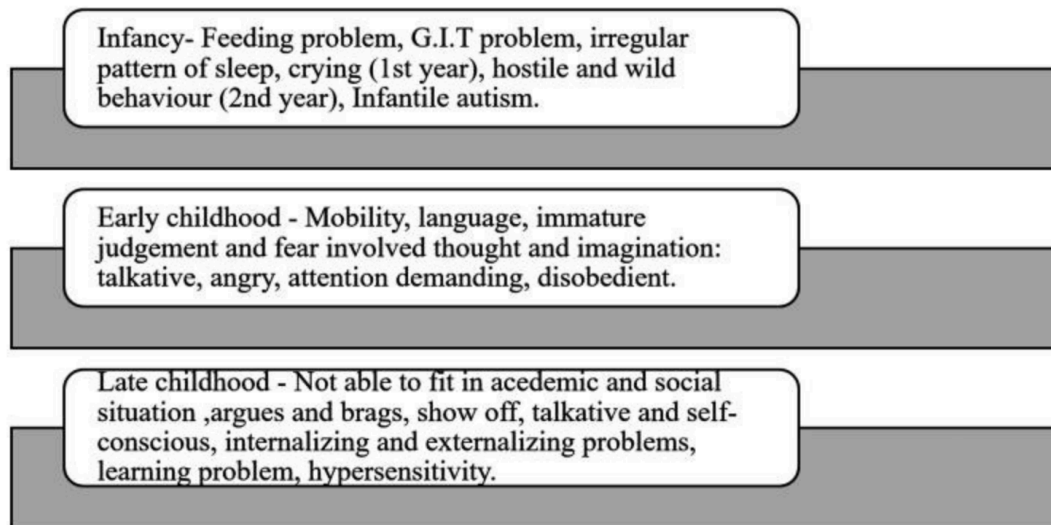 Infancy- Feeding problem, G.I.T problem, irregular
pattern of sleep, crying (1st year), hostile and wild
behaviour (2nd year), Infantile autism.
Early childhood - Mobility, language, immature
judgement and fear involved thought and imagination:
talkative, angry, attention demanding, disobedient.
Late childhood - Not able to fit in acedemic and social
situation ,argues and brags, show off, talkative and self-
conscious, internalizing and externalizing problems,
learning problem, hypersensitivity.